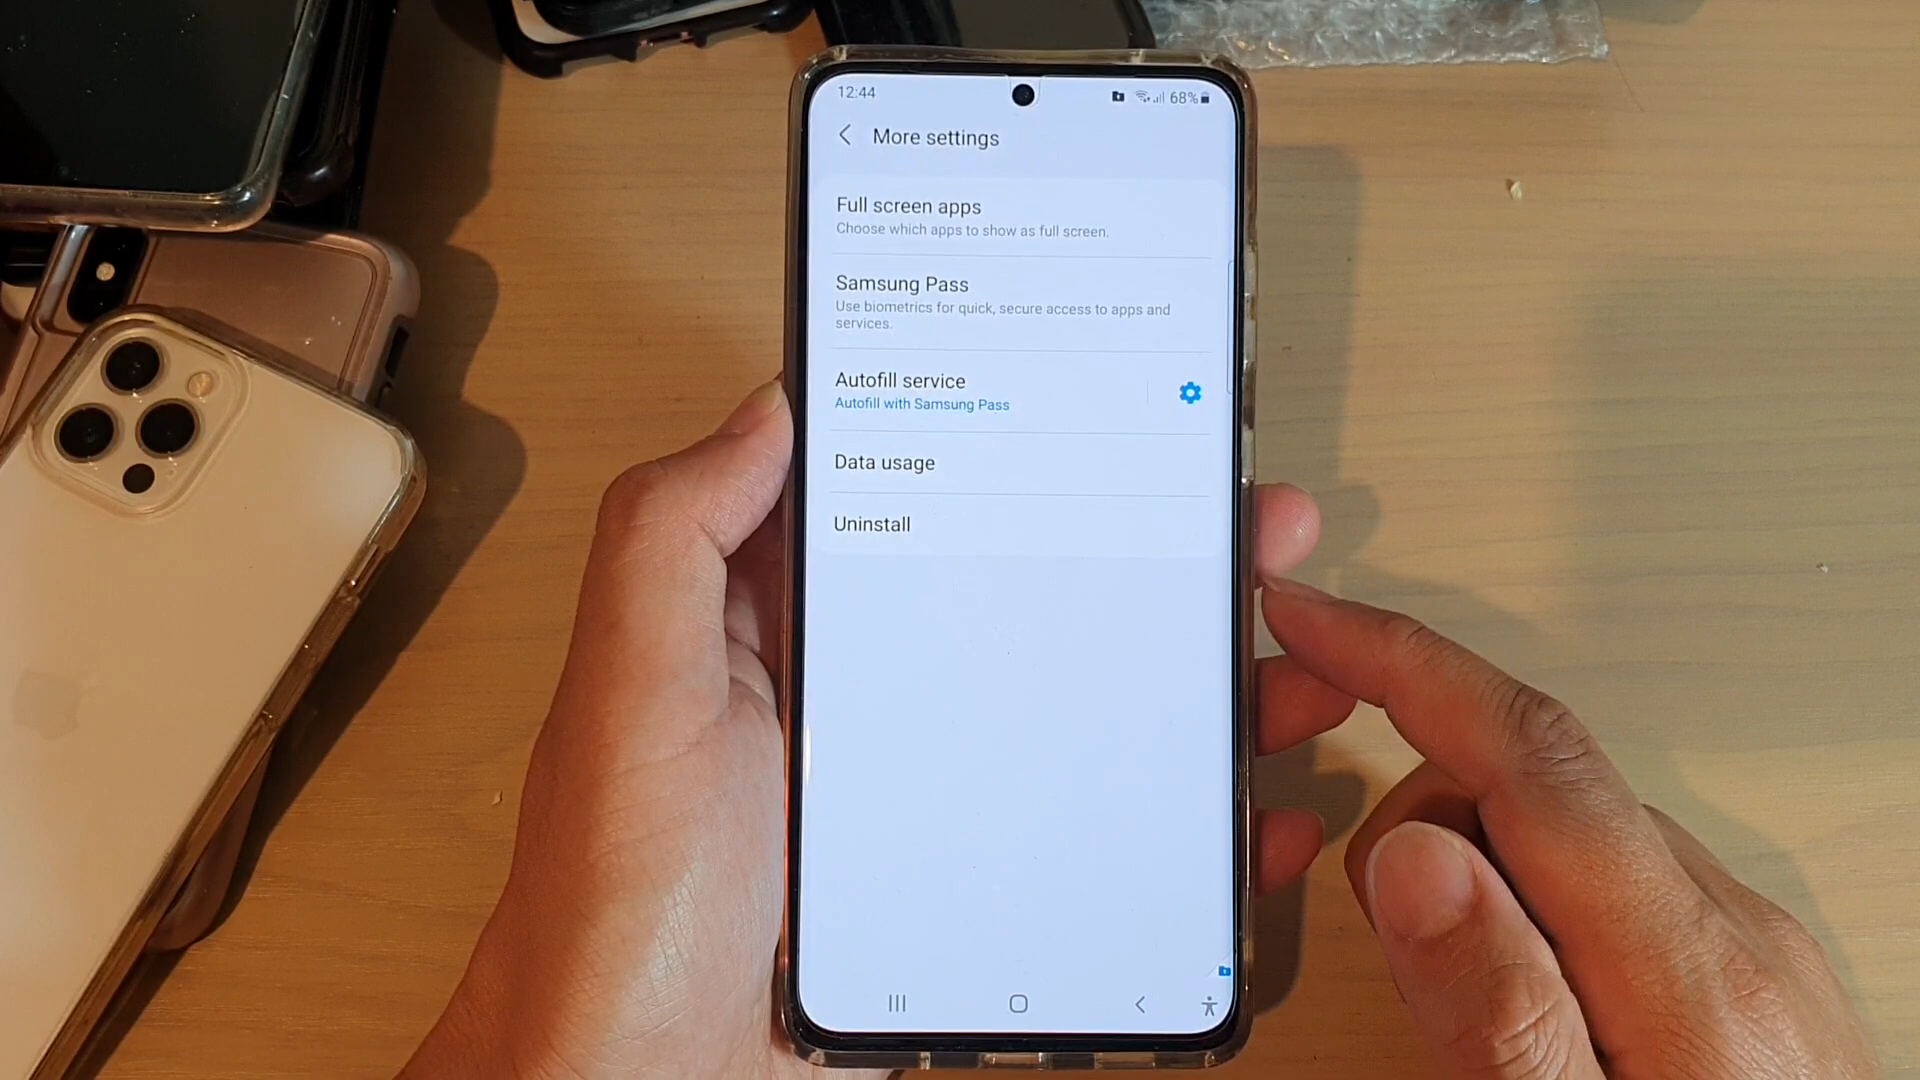 12:44
68%
More settings
Full screen apps
Choose which apps to show as full screen.
Samsung Pass
Use biometrics for quick, secure access to apps and
services.
Autofill service
Autofill with Samsung Pass
Data usage
Uninstall